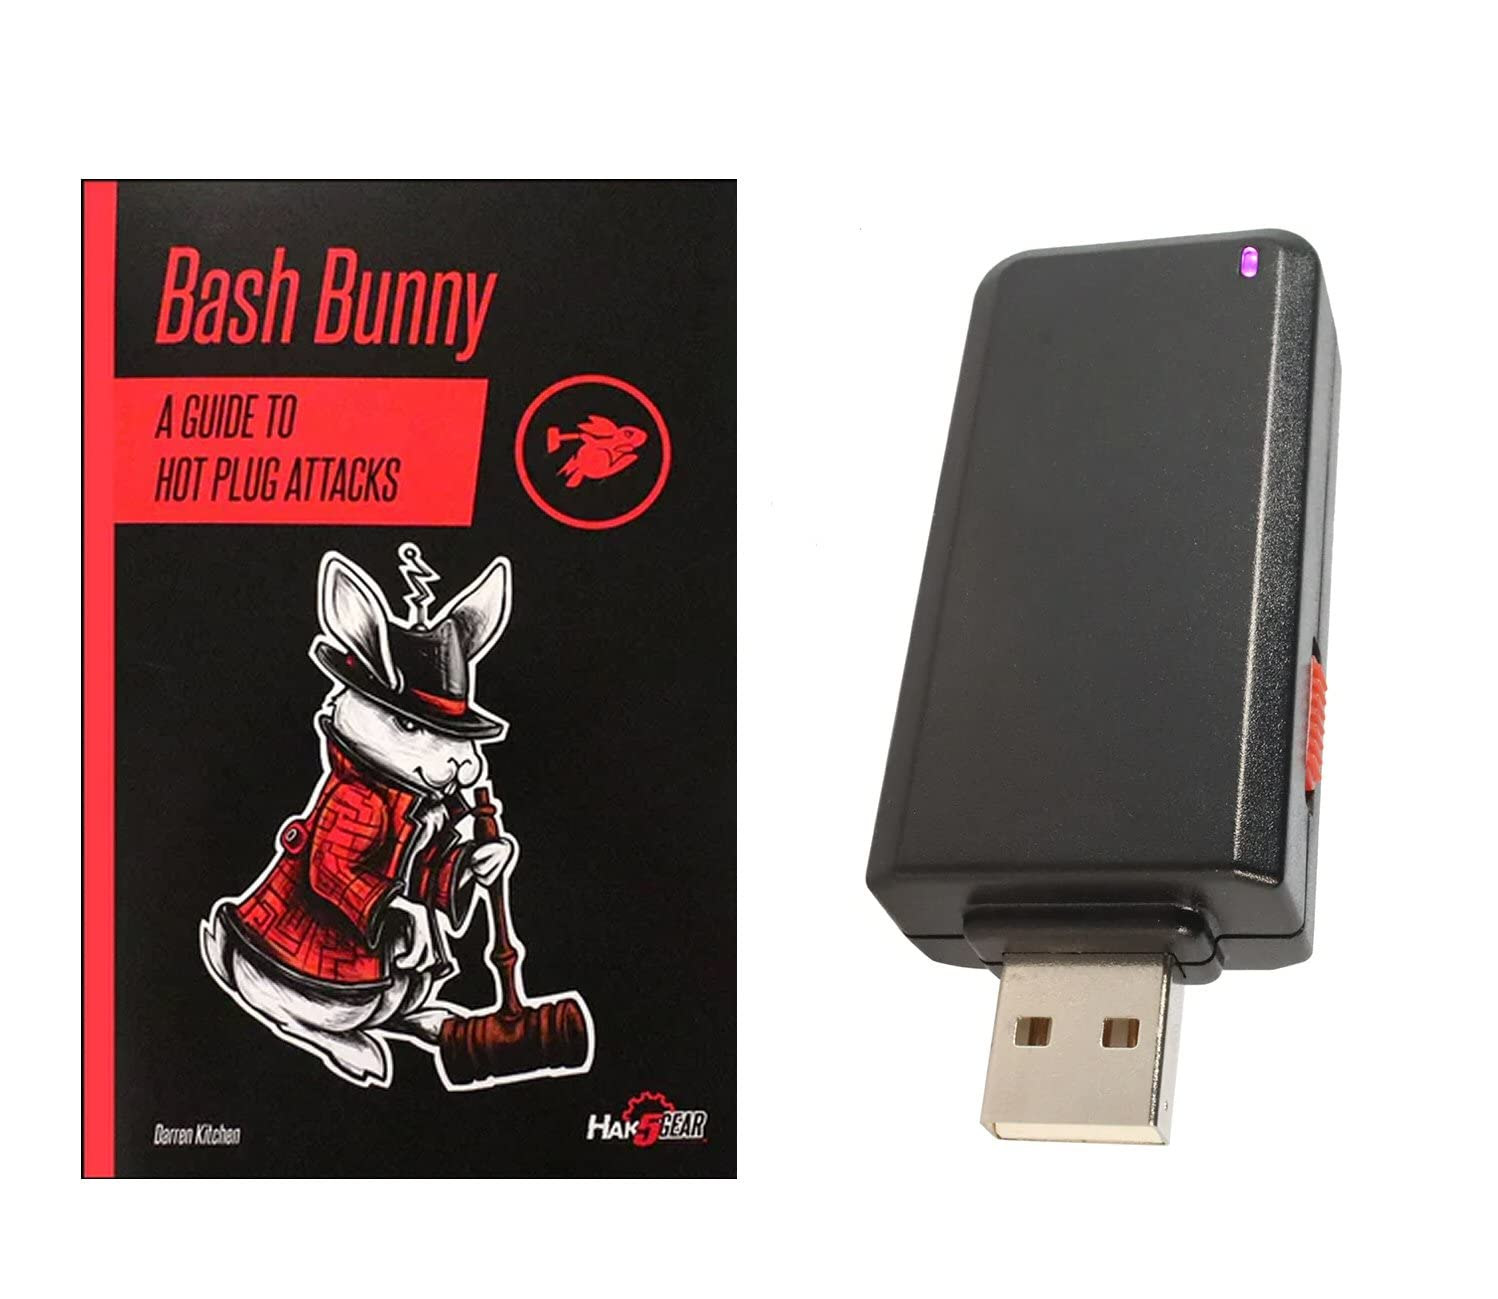 Bash Bunny
A GUIDE TO
HOT PLUG ATTACKS
Darren Kitchen
HAK5GEAR